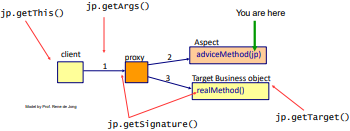 jp.getArgs()
jp.getThis()
You are here
client
proxy
Aspect
adviceMethod(jp)
1
2
3
Target Business object
realMethod()
Model by Prof. Rene de Jong
jp.getSignature()
jp.getTarget()